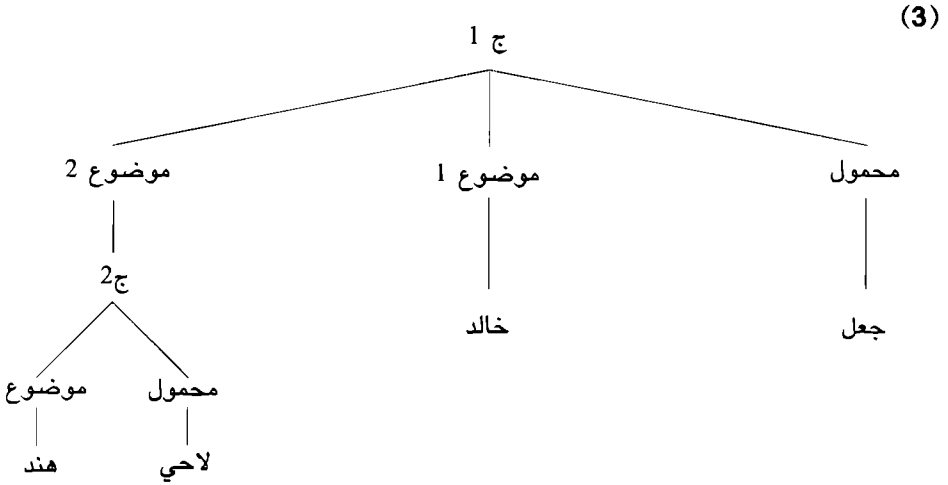 (3)
ج 1
محمول موضوع 1 موضوع 2
ج2
جعل خالد
محمول موضوع
لاحي هند